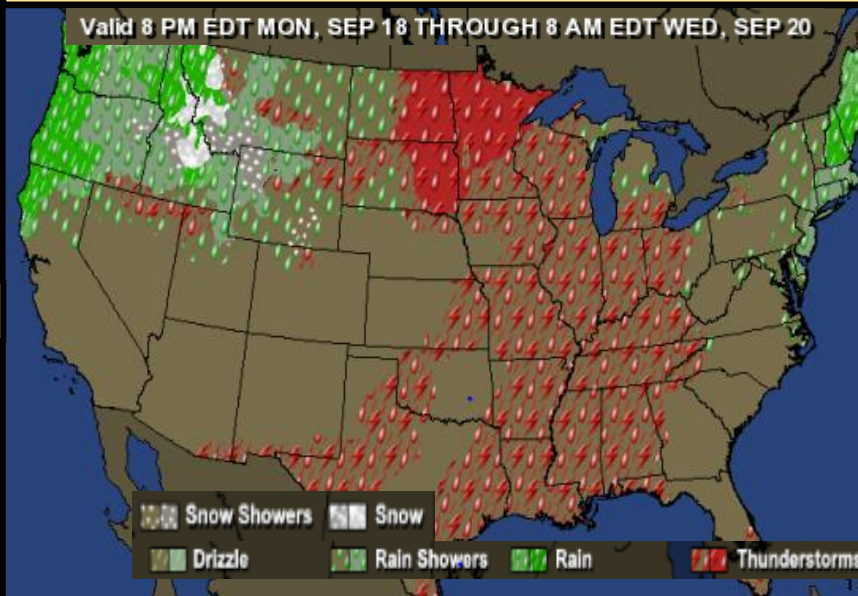 Valid 8 PM EDT MON, SEP 18 THROUGH 8 AM EDT WED, SEP 20
Snow Showers Snow
Drizzle Rain Showers Rain Thunderstorms